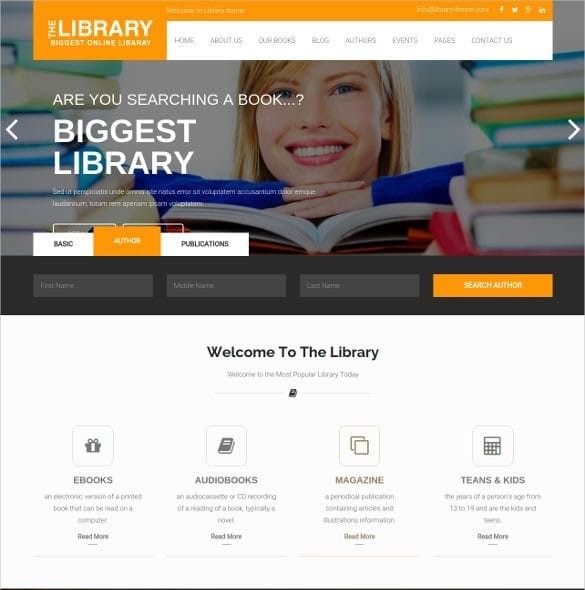 THE LIBRARY
BIGGEST ONLINE LIBARAY
Welcome to Library theme
info@library-theme.com
HOME ABOUT US OUR BOOKS BLOG AUTHORS EVENTS PAGES CONTACT US
ARE YOU SEARCHING A BOOK...?
BIGGEST
LIBRARY
Sed ut perspiciatis unde omnis iste natus error sit voluptatem accusantium dolor emque
laudantium, totam rem aperiam ipsam voluptatem.
BASIC AUTHOR PUBLICATIONS
First Name Middle Name Last Name SEARCH AUTHOR
Welcome To The Library
Welcome to the Most Popular Library Today
EBOOKS
an electronic version of a printed
book that can be read on a
computer
Read More
AUDIOBOOKS
an audiocassette or CD recording
of a reading of a book, typically a
novel.
Read More
MAGAZINE
a periodical publication
containing articles and
illustrations information.
Read More
TEANS & KIDS
the years of a person's age from
13 to 19 and are the kids and
teens.
Read More